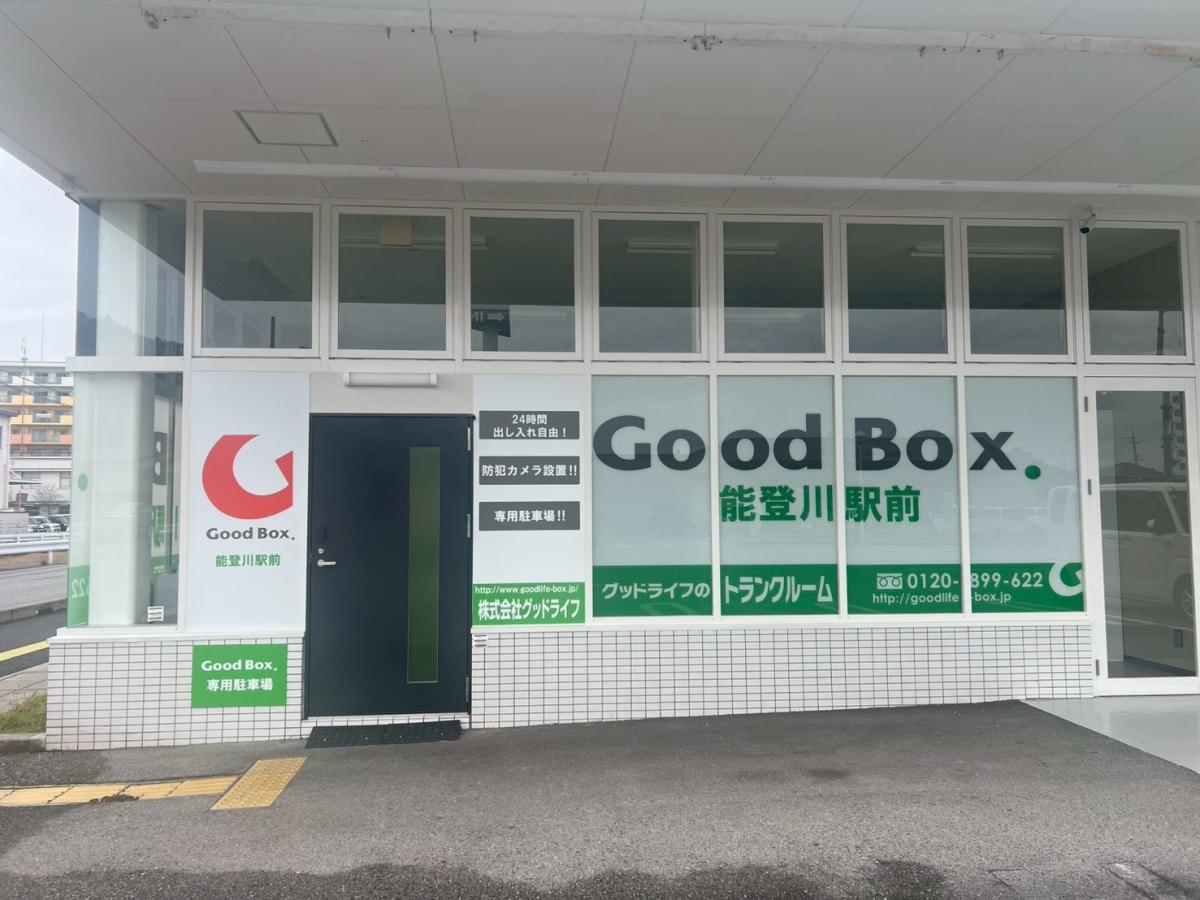 Good Box.
能登川駅前
24時間
出し入れ自由！
防犯カメラ設置!!
専用駐車場!!
http://www.goodlife-box.jp/
株式会社グッドライフ
Good Box.
能登川駅前
グッドライフの トランクルーム
0120-899-622
http://goodlife-box.jp
Good Box.
専用駐車場